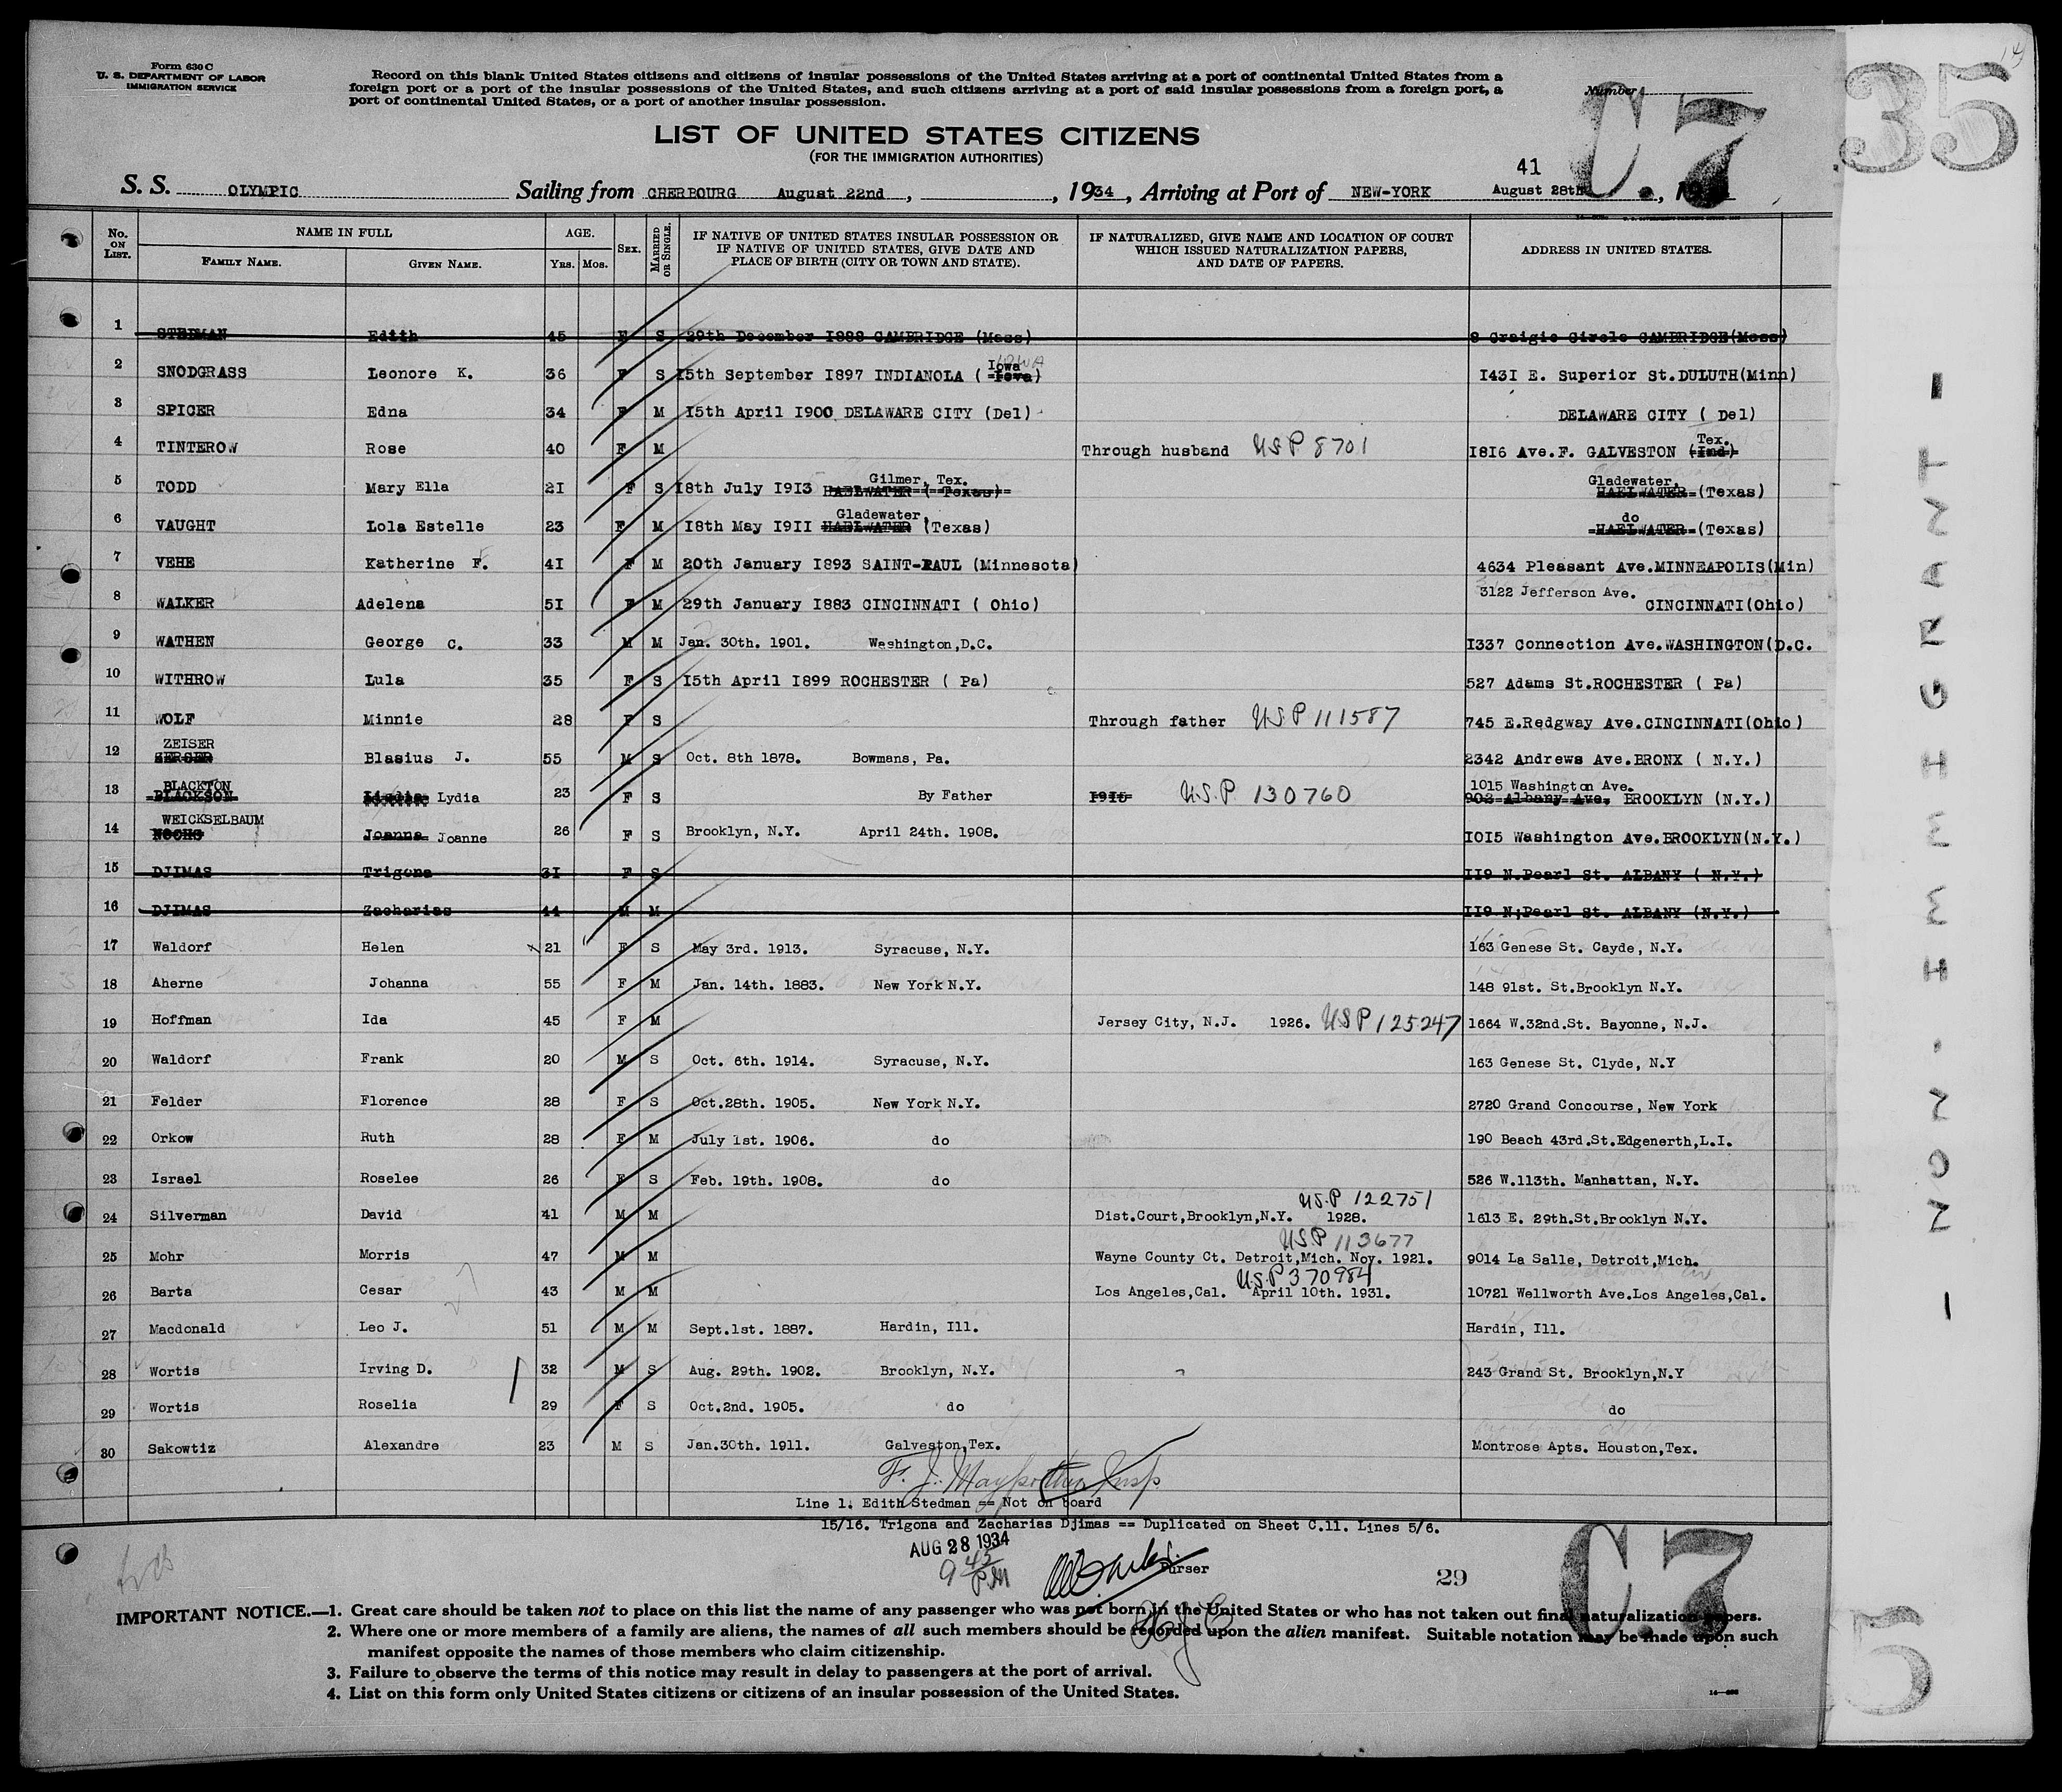 Form 630 C
U. S. DEPARTMENT OF LABOR
IMMIGRATION SERVICE
Record on this blank United States citizens and citizens of insular possessions of the United States arriving at a port of continental United States from a
foreign port or a port of the insular possessions of the United States, and such citizens arriving at a port of said insular possessions from a foreign port, a
port of continental United States, or a port of another insular possession.
Number
C.7
35
14
LIST OF UNITED STATES CITIZENS
(FOR THE IMMIGRATION AUTHORITIES)
41
S. S. OLYMPIC Sailing from CHERBOURG August 22nd, , 1934, Arriving at Port of NEW-YORK August 28th, 19
No. ON LIST. NAME IN FULL FAMILY NAME. GIVEN NAME. AGE. Yrs. Mos. SEX. MARRIED OR SINGLE. IF NATIVE OF UNITED STATES INSULAR POSSESSION OR IF NATIVE OF UNITED STATES, GIVE DATE AND PLACE OF BIRTH (CITY OR TOWN AND STATE). IF NATURALIZED, GIVE NAME AND LOCATION OF COURT WHICH ISSUED NATURALIZATION PAPERS, AND DATE OF PAPERS. ADDRESS IN UNITED STATES.
1 STEDMAN Edith 45 F S 29th December 1888 CAMBRIDGE (Mass) 8 Craigie Circle CAMBRIDGE(Mass)
2 SNODGRASS Leonore K. 36 F S 15th September 1897 INDIANOLA ( Iowa ) 1431 E. Superior St.DULUTH(Minn)
3 SPICER Edna 34 F M 15th April 1900 DELAWARE CITY (Del) DELAWARE CITY ( Del)
4 TINTEROW Rose 40 F M Through husband USP 8701 1816 Ave.F. GALVESTON (Ind) Tex.
5 TODD Mary Ella 21 F S 18th July 1913 HAELWATER ( Texas) Gilmer, Tex. HAELWATER Gladewater, (Texas)
6 VAUGHT Lola Estelle 23 F M 18th May 1911 HAELWATER Gladewater, (Texas) HAELWATER do (Texas)
7 VEHE Katherine F. 41 F M 20th January 1893 SAINT-PAUL (Minnesota) 4634 Pleasant Ave.MINNEAPOLIS(Min)
8 WALKER Adelena 51 F M 29th January 1883 CINCINNATI ( Ohio) 3122 Jefferson Ave. CINCINNATI(Ohio)
9 WATHEN George C. 33 M M Jan. 30th. 1901. Washington,D.C. 1337 Connection Ave.WASHINGTON(D.C.
10 WITHROW Lula 35 F S 15th April 1899 ROCHESTER ( Pa) 527 Adams St.ROCHESTER ( Pa)
11 WOLF Minnie 28 F S Through father USP 111587 745 E.Redgway Ave.CINCINNATI(Ohio)
12 ZERSER ZEISER Blasius J. 55 M S Oct. 8th 1878. Bowmans, Pa. 2342 Andrews Ave.BRONX ( N.Y.)
13 BLACKSON BLACKTON Lydia 23 F S By Father 1915 U.S.P. 130760 903 Albany Ave. 1015 Washington Ave. BROOKLYN (N.Y.)
14 WEICKSELBAUM Joanna Joanne 26 F S Brooklyn, N.Y. April 24th. 1908. 1015 Washington Ave.BROOKLYN(N.Y.)
15 DJIMAS Trigona 31 F S 119 N.Pearl St. ALBANY ( N.Y.)
16 DJIMAS Zacharias 44 M M 119 N;Pearl St. ALBANY (N.Y.)
17 Waldorf Helen 21 F S May 3rd. 1913. Syracuse, N.Y. 163 Genese St. Cayde, N.Y.
18 Aherne Johanna 55 F M Jan. 14th. 1883. New York N.Y. 148 91st. St.Brooklyn N.Y.
19 Hoffman Ida 45 F M Jersey City, N.J. 1926. USP 125247 1664 W.32nd.St. Bayonne, N.J.
20 Waldorf Frank 20 M S Oct. 6th. 1914. Syracuse, N.Y. 163 Genese St. Clyde, N.Y
21 Felder Florence 28 F S Oct.28th. 1905. New York N.Y. 2720 Grand Concourse, New York
22 Orkow Ruth 28 F M July 1st. 1906. do 190 Beach 43rd.St.Edgenerth,L.I.
23 Israel Roselee 26 F S Feb. 19th. 1908. do 526 W.113th. Manhattan, N.Y.
24 Silverman David 41 M M Dist.Court,Brooklyn,N.Y. 1928. U.S.P 122751 1613 E. 29th.St.Brooklyn N.Y.
25 Mohr Morris 47 M M Wayne County Ct. Detroit,Mich. Nov. 1921. U.S.P 113677 9014 La Salle, Detroit,Mich.
26 Barta Cesar 43 M M Los Angeles,Cal. April 10th. 1931. U.S.P 370984 10721 Wellworth Ave.Los Angeles,Cal.
27 Macdonald Leo J. 51 M M Sept.1st. 1887. Hardin, Ill. Hardin, Ill.
28 Wortis Irving D. 32 M S Aug. 29th. 1902. Brooklyn, N.Y. 243 Grand St. Brooklyn,N.Y
29 Wortis Roselia 29 F S Oct.2nd. 1905. do do
30 Sakowtiz Alexandre 23 M S Jan.30th. 1911. Galveston,Tex. Montrose Apts. Houston,Tex.
Line 1. Edith Stedman == Not on board
15/16. Trigona and Zacharias Djimas == Duplicated on Sheet C.11. Lines 5/6.
AUG 28 1934
9 45 PM
Purser
29
C7
5
IMPORTANT NOTICE.—1. Great care should be taken not to place on this list the name of any passenger who was not born in the United States or who has not taken out final naturalization papers.
2. Where one or more members of a family are aliens, the names of all such members should be recorded upon the alien manifest. Suitable notation may be made upon such
manifest opposite the names of those members who claim citizenship.
3. Failure to observe the terms of this notice may result in delay to passengers at the port of arrival.
4. List on this form only United States citizens or citizens of an insular possession of the United States.
NON-IMMIGRANT